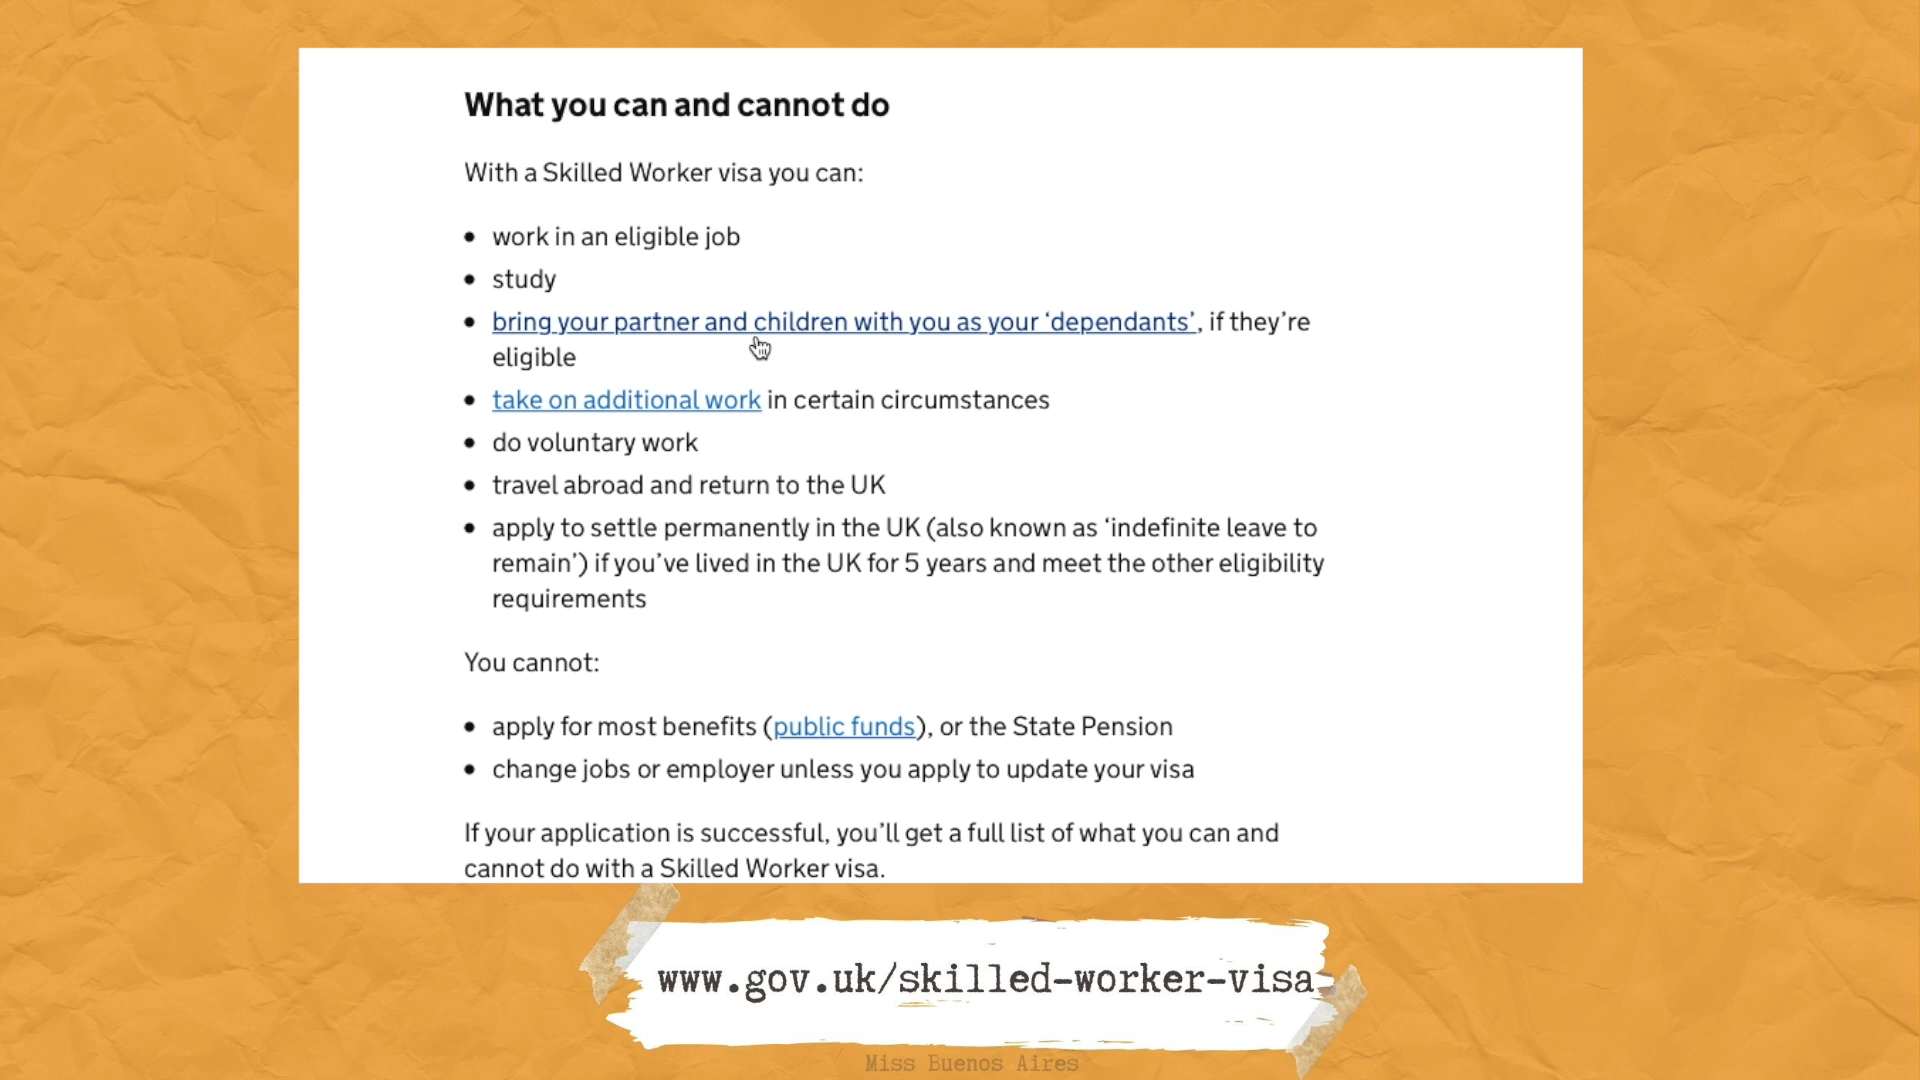 What you can and cannot do
With a Skilled Worker visa you can:
• work in an eligible job
• study
• bring your partner and children with you as your ‘dependants’, if they’re
eligible
• take on additional work in certain circumstances
• do voluntary work
• travel abroad and return to the UK
• apply to settle permanently in the UK (also known as ‘indefinite leave to
remain’) if you’ve lived in the UK for 5 years and meet the other eligibility
requirements
You cannot:
• apply for most benefits (public funds), or the State Pension
• change jobs or employer unless you apply to update your visa
If your application is successful, you’ll get a full list of what you can and
cannot do with a Skilled Worker visa.
www.gov.uk/skilled-worker-visa
Miss Buenos Aires